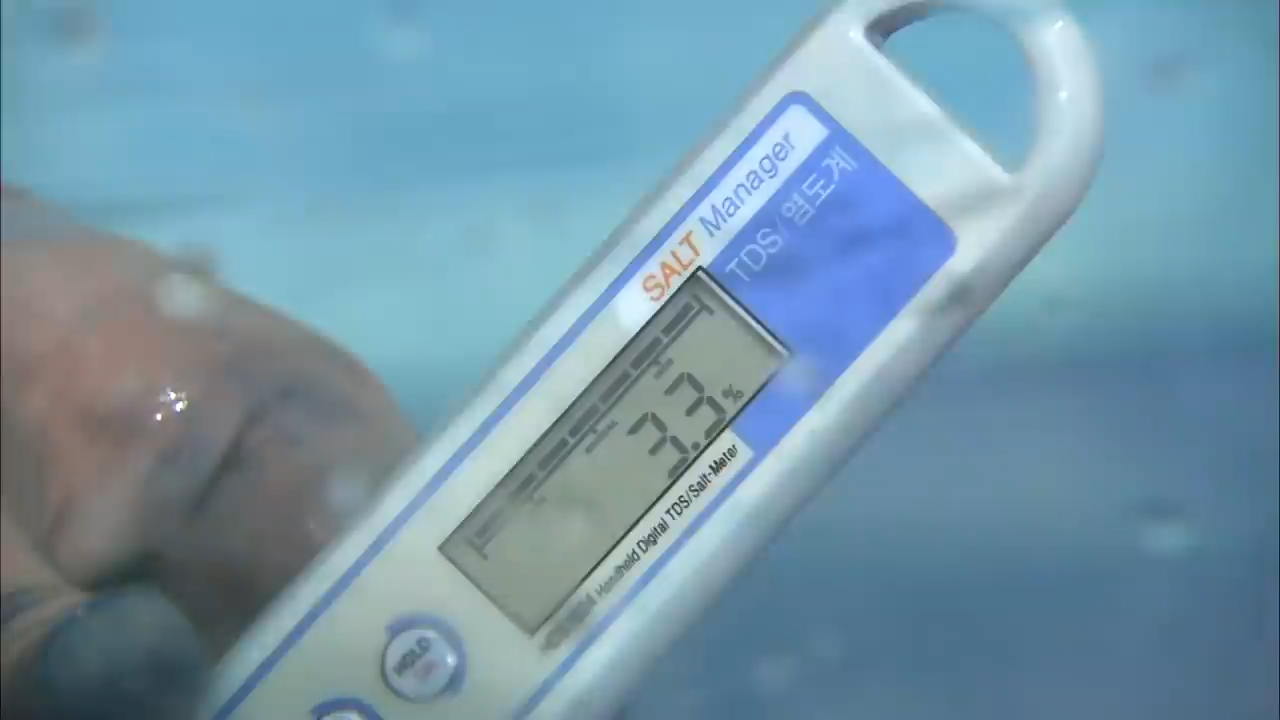 SALT Manager
TDS/염도계
3.3%
Handheld Digital TDS/Salt-Meter
HOLD